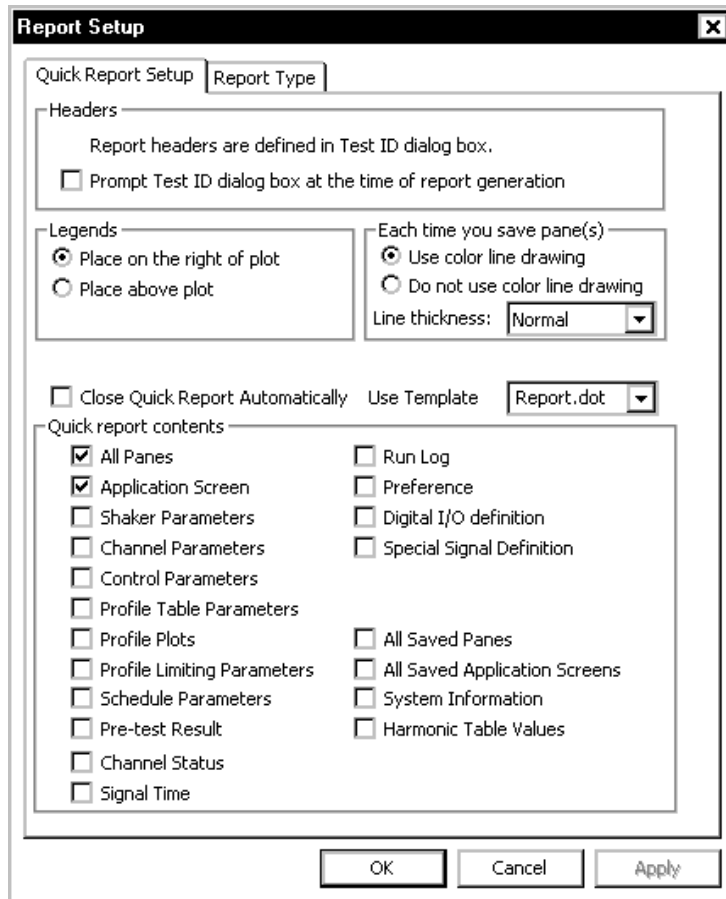 Report Setup
Quick Report Setup Report Type
Headers
Report headers are defined in Test ID dialog box.
Prompt Test ID dialog box at the time of report generation
Legends
Place on the right of plot
Place above plot
Each time you save pane(s)
Use color line drawing
Do not use color line drawing
Line thickness: Normal
Close Quick Report Automatically Use Template Report.dot
Quick report contents
All Panes
Application Screen
Shaker Parameters
Channel Parameters
Control Parameters
Profile Table Parameters
Profile Plots
Profile Limiting Parameters
Schedule Parameters
Pre-test Result
Channel Status
Signal Time
Run Log
Preference
Digital I/O definition
Special Signal Definition
All Saved Panes
All Saved Application Screens
System Information
Harmonic Table Values
OK Cancel Apply